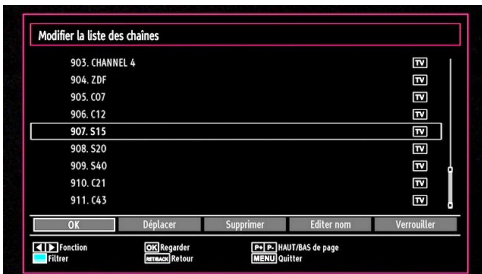 Modifier la liste des chaînes
903. CHANNEL 4 TV
904. ZDF TV
905. C07 TV
906. C12 TV
907. S15 TV
908. S20 TV
909. S40 TV
910. C21 TV
911. C43 TV
OK Déplacer Supprimer Editer nom Verrouiller
Fonction OK Regarder P+ P- HAUT/BAS de page
Filtrer RET/BACK Retour MENU Quitter